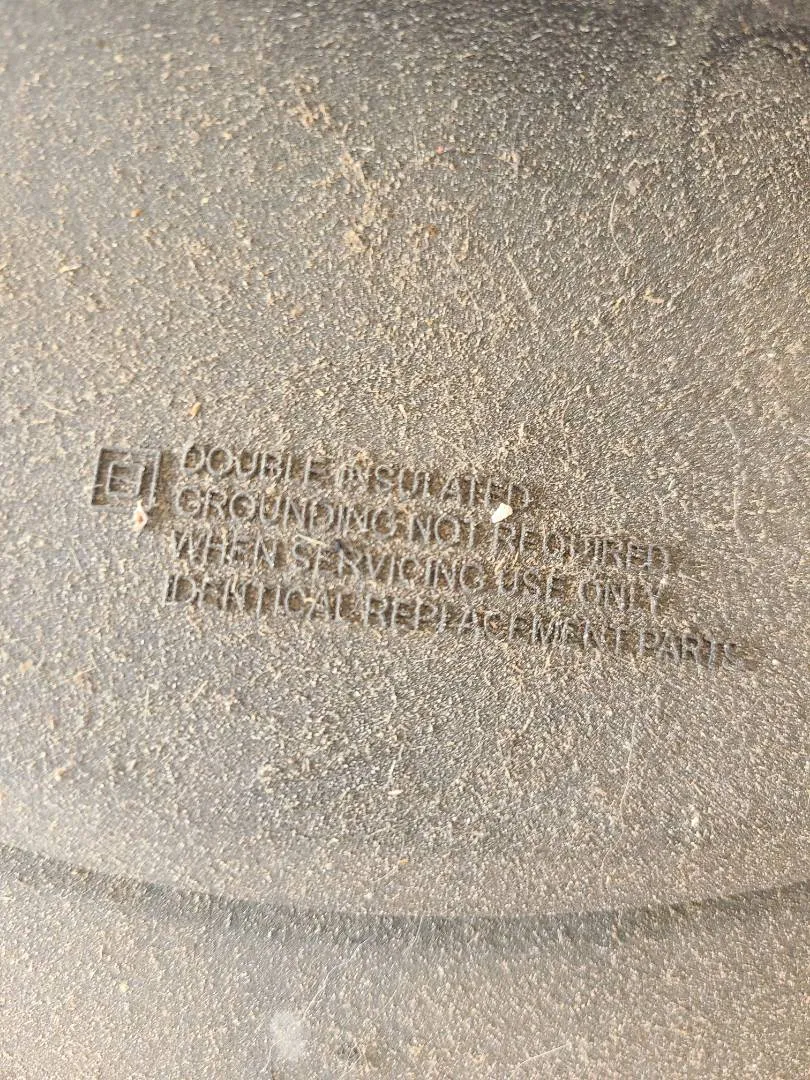 DOUBLE INSULATED
GROUNDING NOT REQUIRED
WHEN SERVICING USE ONLY
IDENTICAL REPLACEMENT PARTS